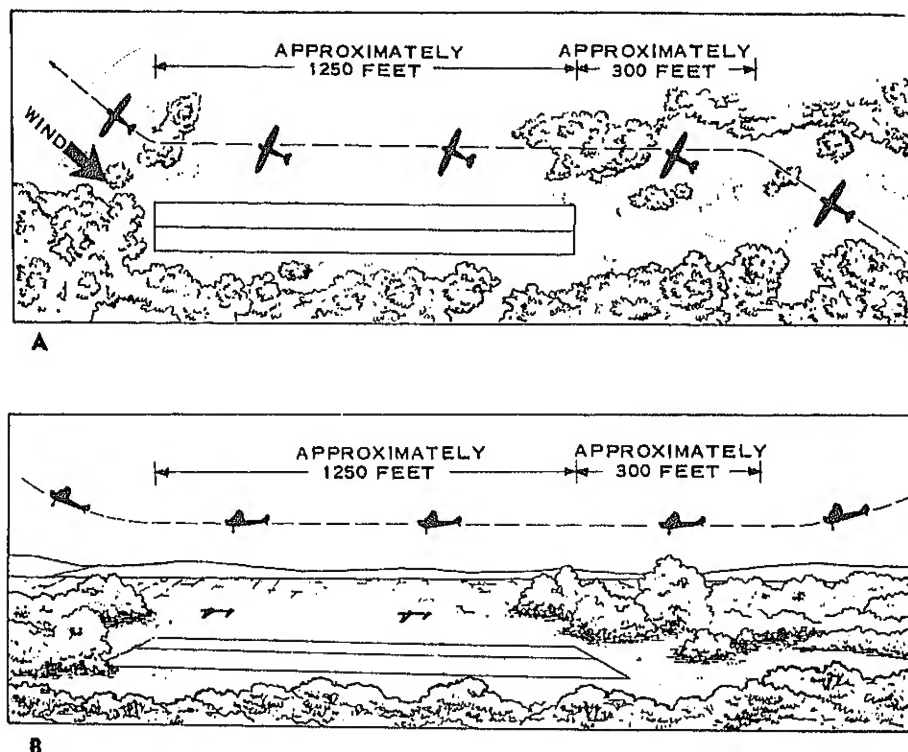 APPROXIMATELY
1250 FEET
APPROXIMATELY
300 FEET
WIND
A
APPROXIMATELY
1250 FEET
APPROXIMATELY
300 FEET
B